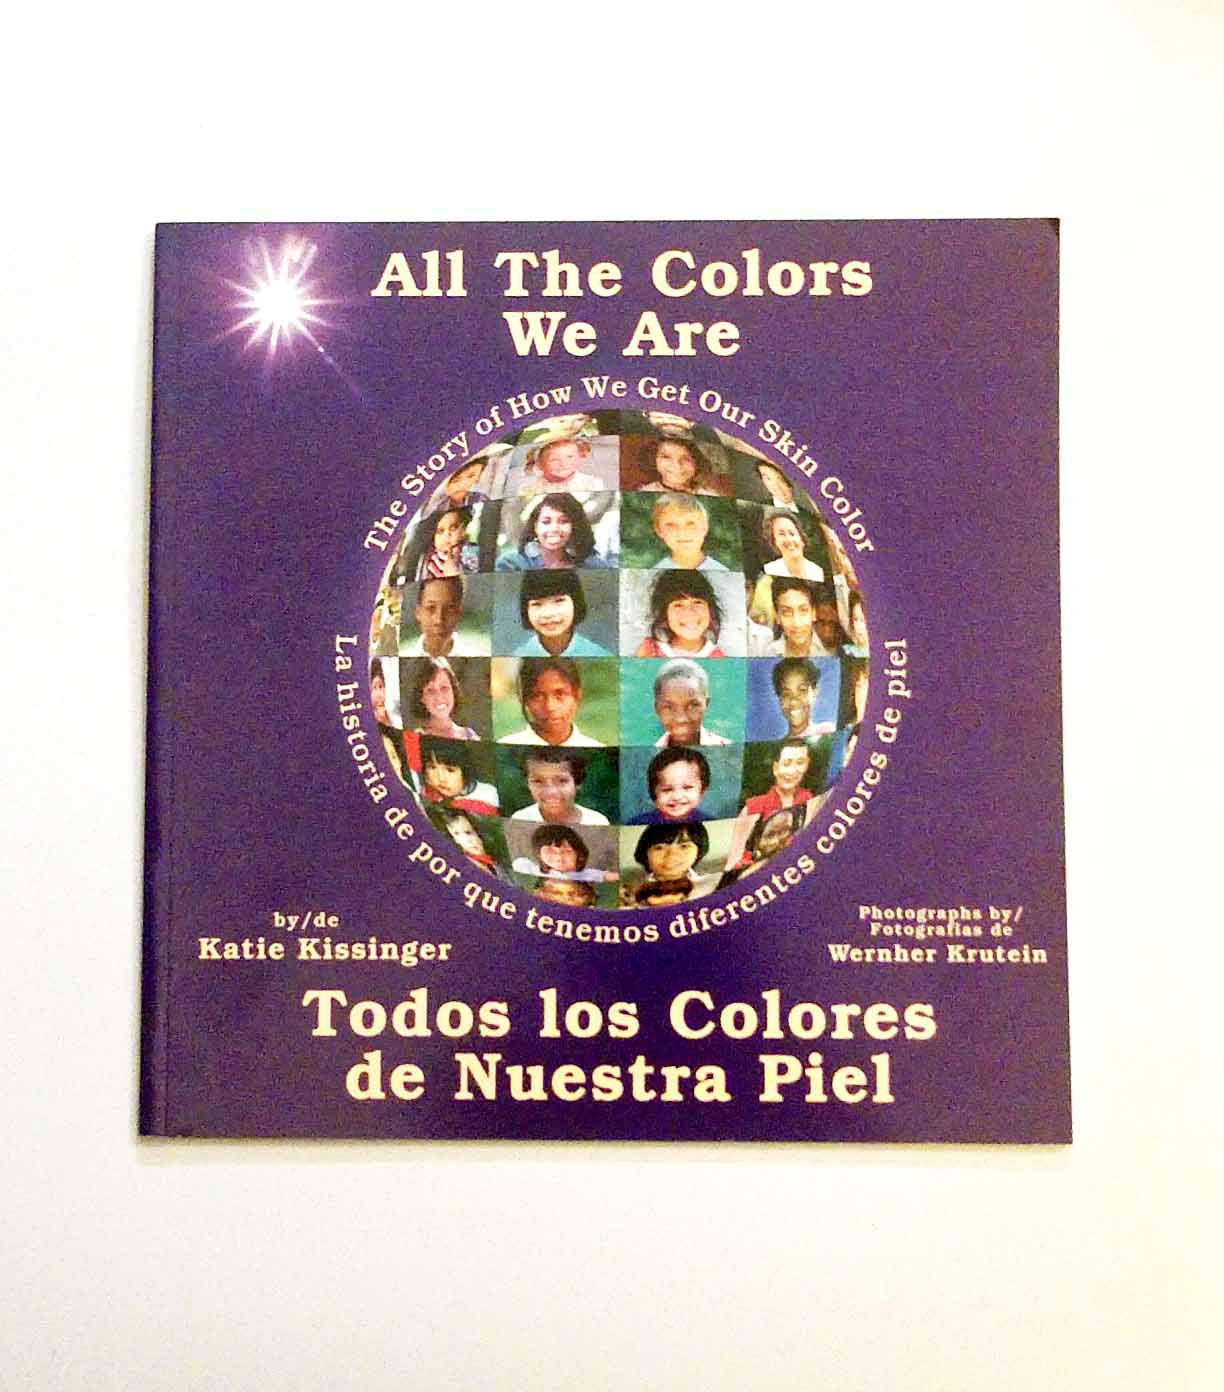 All The Colors
We Are
The Story of How We Get Our Skin Color
La historia de por que tenemos diferentes colores de piel
by/de
Katie Kissinger
Photographs by/
Fotografías de
Wernher Krutein
Todos los Colores
de Nuestra Piel